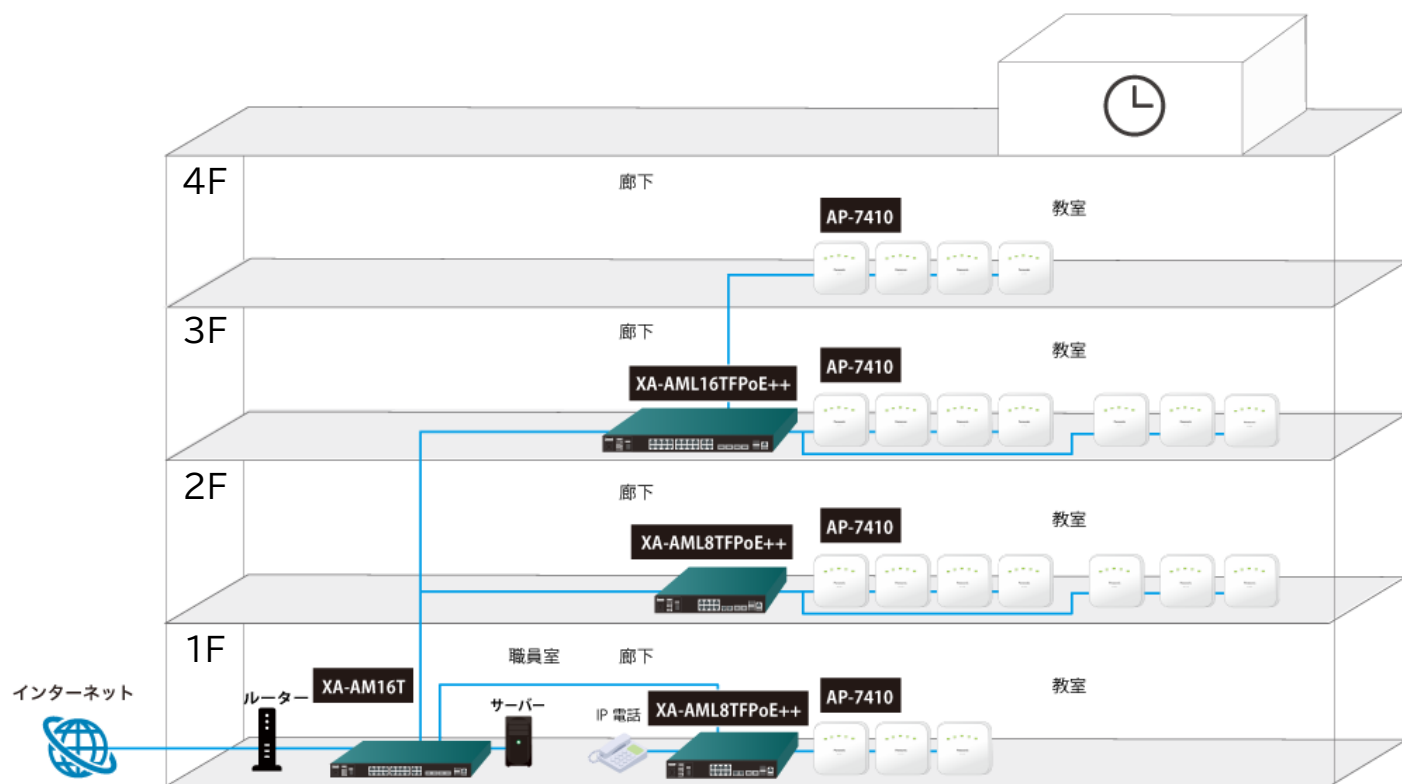 4F
廊下
教室
AP-7410
3F
廊下
教室
XA-AML16TFPoE++
AP-7410
2F
廊下
教室
XA-AML8TFPoE++
AP-7410
1F
職員室
廊下
教室
インターネット
ルーター
XA-AM16T
サーバー
IP 電話
XA-AML8TFPoE++
AP-7410